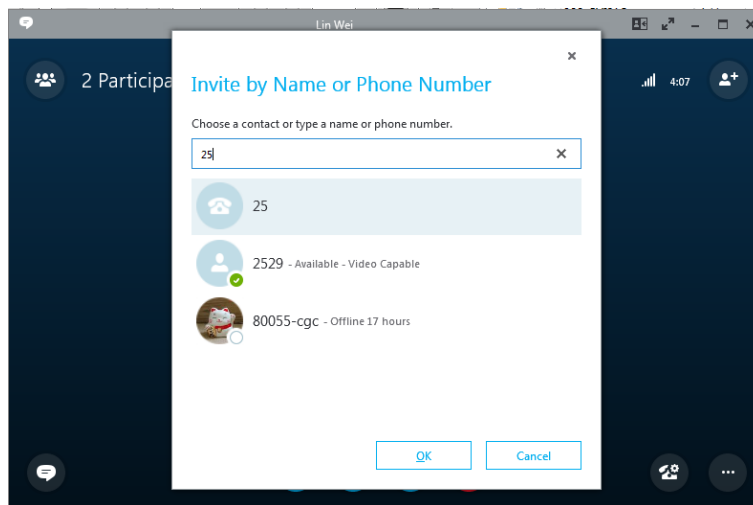 Lin Wei
2 Participa
4:07
Invite by Name or Phone Number
Choose a contact or type a name or phone number.
25
25
2529 - Available - Video Capable
80055-cgc - Offline 17 hours
OK
Cancel